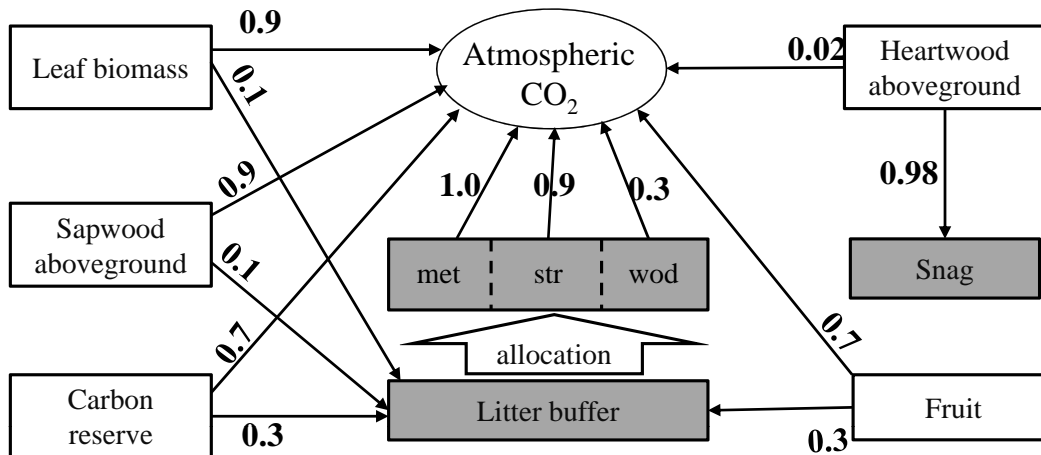 0.9
Atmospheric
CO₂
0.02
Heartwood
aboveground
Leaf biomass
0.1
0.9
1.0
0.9
0.3
0.98
Sapwood
aboveground
0.1
met
str
wod
Snag
0.7
allocation
0.7
Carbon
reserve
0.3
Litter buffer
0.3
Fruit